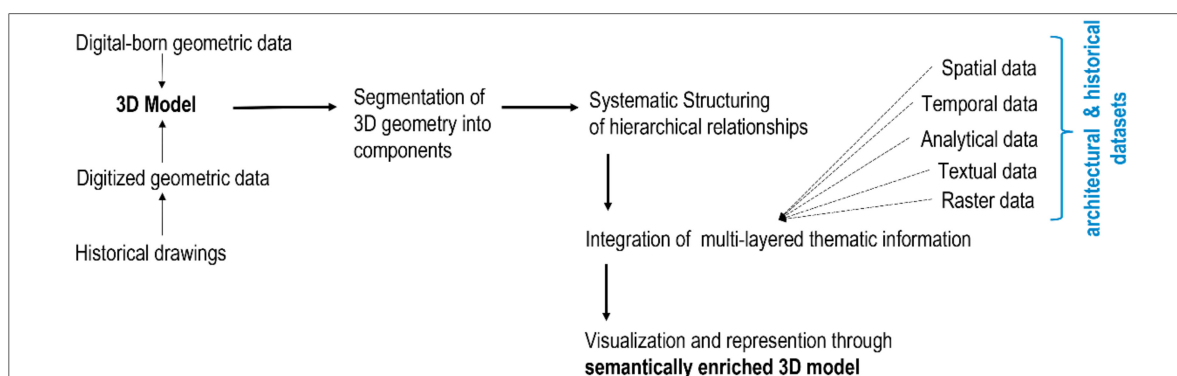 Digital-born geometric data
3D Model
Digitized geometric data
Historical drawings
Segmentation of
3D geometry into
components
Systematic Structuring
of hierarchical relationships
Spatial data
Temporal data
Analytical data
Textual data
Raster data
architectural & historical
datasets
Integration of multi-layered thematic information
Visualization and represention through
semantically enriched 3D model